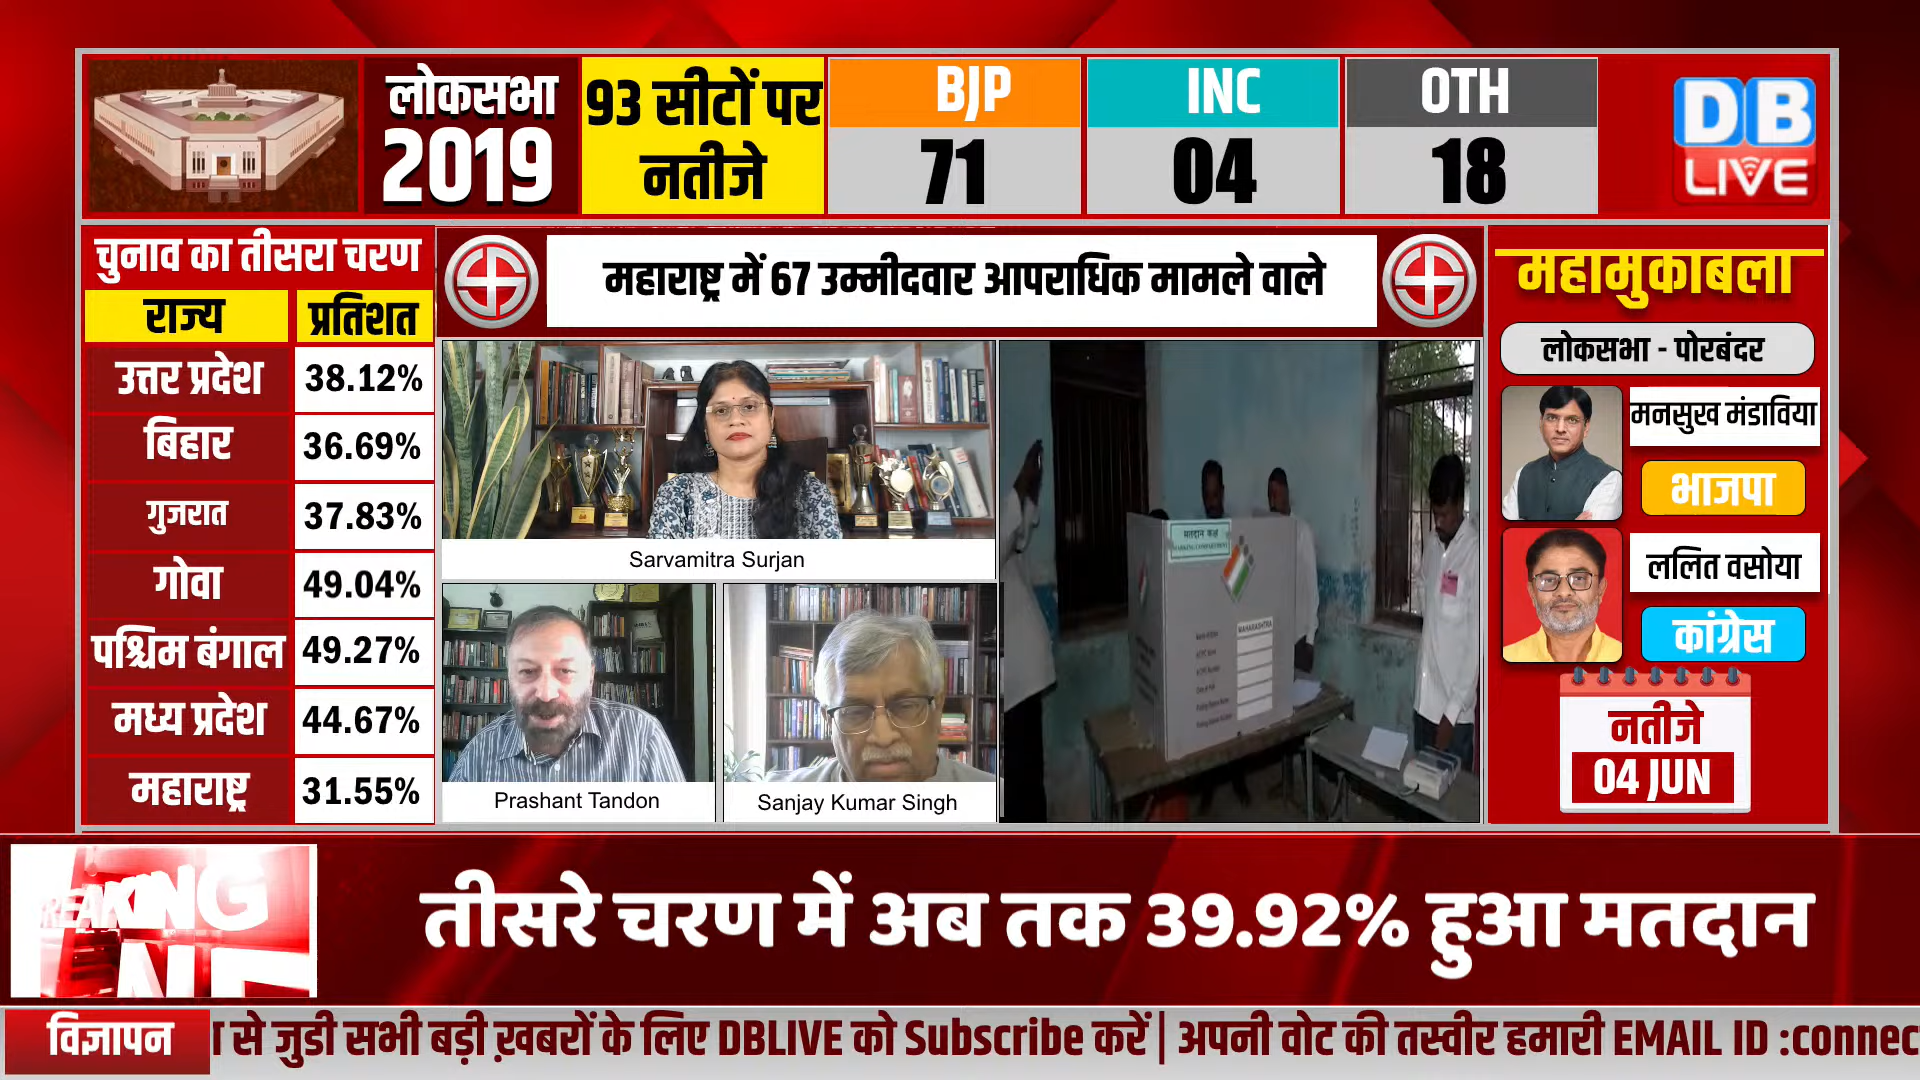 लोकसभा
2019
93 सीटों पर
नतीजे
BJP
71
INC
04
OTH
18
DB
LIVE
चुनाव का तीसरा चरण
राज्य प्रतिशत
उत्तर प्रदेश 38.12%
बिहार 36.69%
गुजरात 37.83%
गोवा 49.04%
पश्चिम बंगाल 49.27%
मध्य प्रदेश 44.67%
महाराष्ट्र 31.55%
महाराष्ट्र में 67 उम्मीदवार आपराधिक मामले वाले
Sarvamitra Surjan
Prashant Tandon
Sanjay Kumar Singh
मतदान कक्ष
MAHARASHTRA
महामुकाबला
लोकसभा - पोरबंदर
मनसुख मंडाविया
भाजपा
ललित वसोया
कांग्रेस
नतीजे
04 JUN
तीसरे चरण में अब तक 39.92% हुआ मतदान
विज्ञापन
से जुडी सभी बड़ी ख़बरों के लिए DBLIVE को Subscribe करें | अपनी वोट की तस्वीर हमारी EMAIL ID :connec